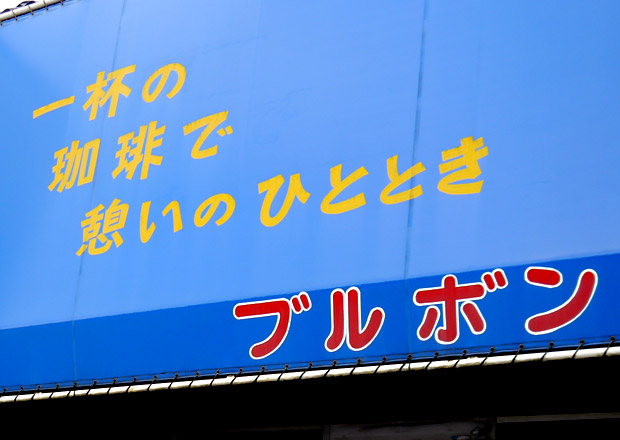 一杯の
珈琲で
憩いのひととき
ブルボン